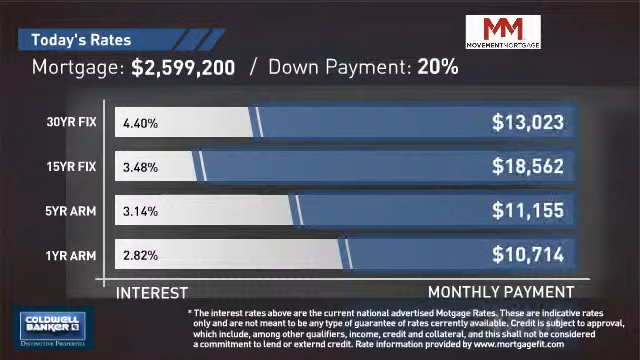 Today's Rates
MM
MOVEMENTMORTGAGE
Mortgage: $2,599,200 / Down Payment: 20%
30YR FIX 4.40% $13,023
15YR FIX 3.48% $18,562
5YR ARM 3.14% $11,155
1YR ARM 2.82% $10,714
INTEREST MONTHLY PAYMENT
COLDWELL
BANKER
DISTINCTIVE PROPERTIES
* The interest rates above are the current national advertised Motgage Rates. These are indicative rates
only and are not meant to be any type of guarantee of rates cerrently available. Credit is subject to approval,
which include, among other qualifiers, income, credit and collateral, and this shall not be considered
a commitment to lend or externd credit. Rate information provided by www.mortgagefit.com